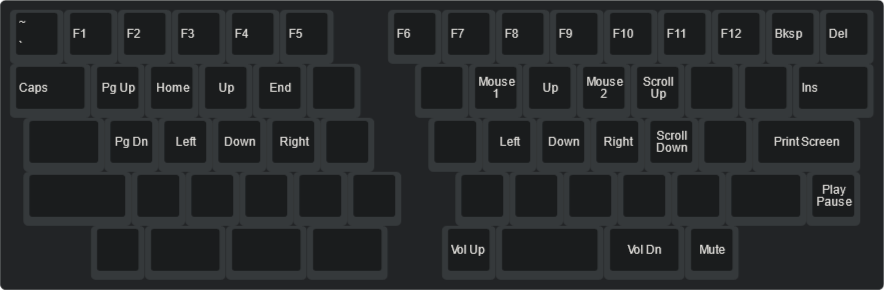 ~
`
F1
F2
F3
F4
F5
F6
F7
F8
F9
F10
F11
F12
Bksp
Del
Caps
Pg Up
Home
Up
End
Mouse
1
Up
Mouse
2
Scroll
Up
Ins
Pg Dn
Left
Down
Right
Left
Down
Right
Scroll
Down
Print Screen
Play
Pause
Vol Up
Vol Dn
Mute